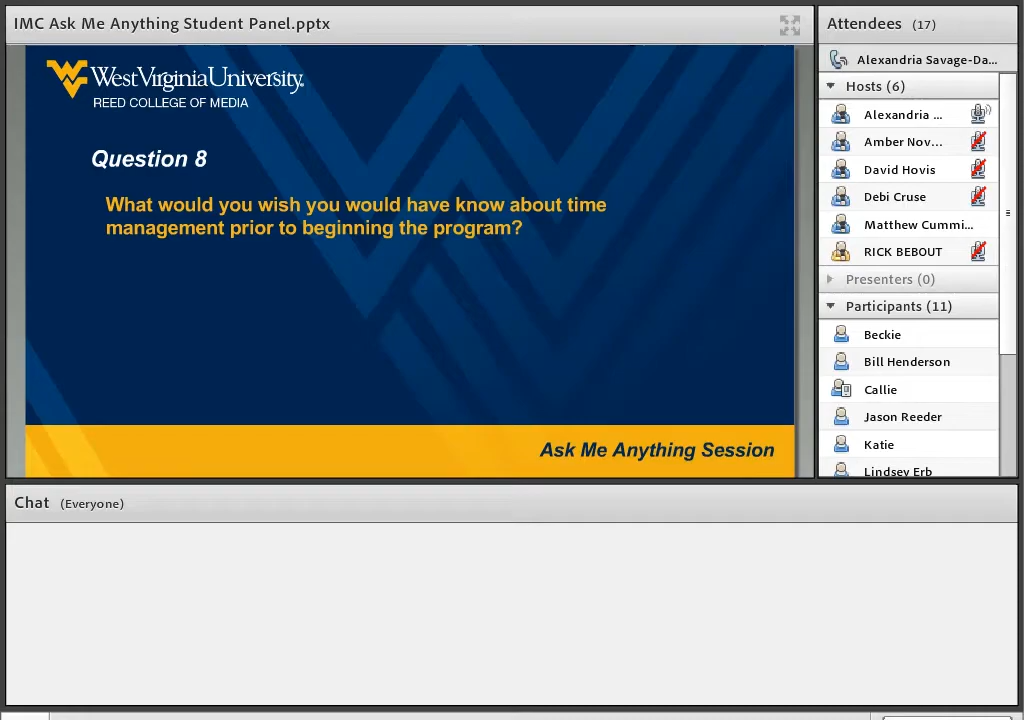 IMC Ask Me Anything Student Panel.pptx
WestVirginiaUniversity.
REED COLLEGE OF MEDIA
Question 8
What would you wish you would have know about time
management prior to beginning the program?
Ask Me Anything Session
Attendees (17)
Alexandria Savage-Da...
Hosts (6)
Alexandria ...
Amber Nov...
David Hovis
Debi Cruse
Matthew Cummi...
RICK BEBOUT
Presenters (0)
Participants (11)
Beckie
Bill Henderson
Callie
Jason Reeder
Katie
Lindsey Erb
Chat (Everyone)